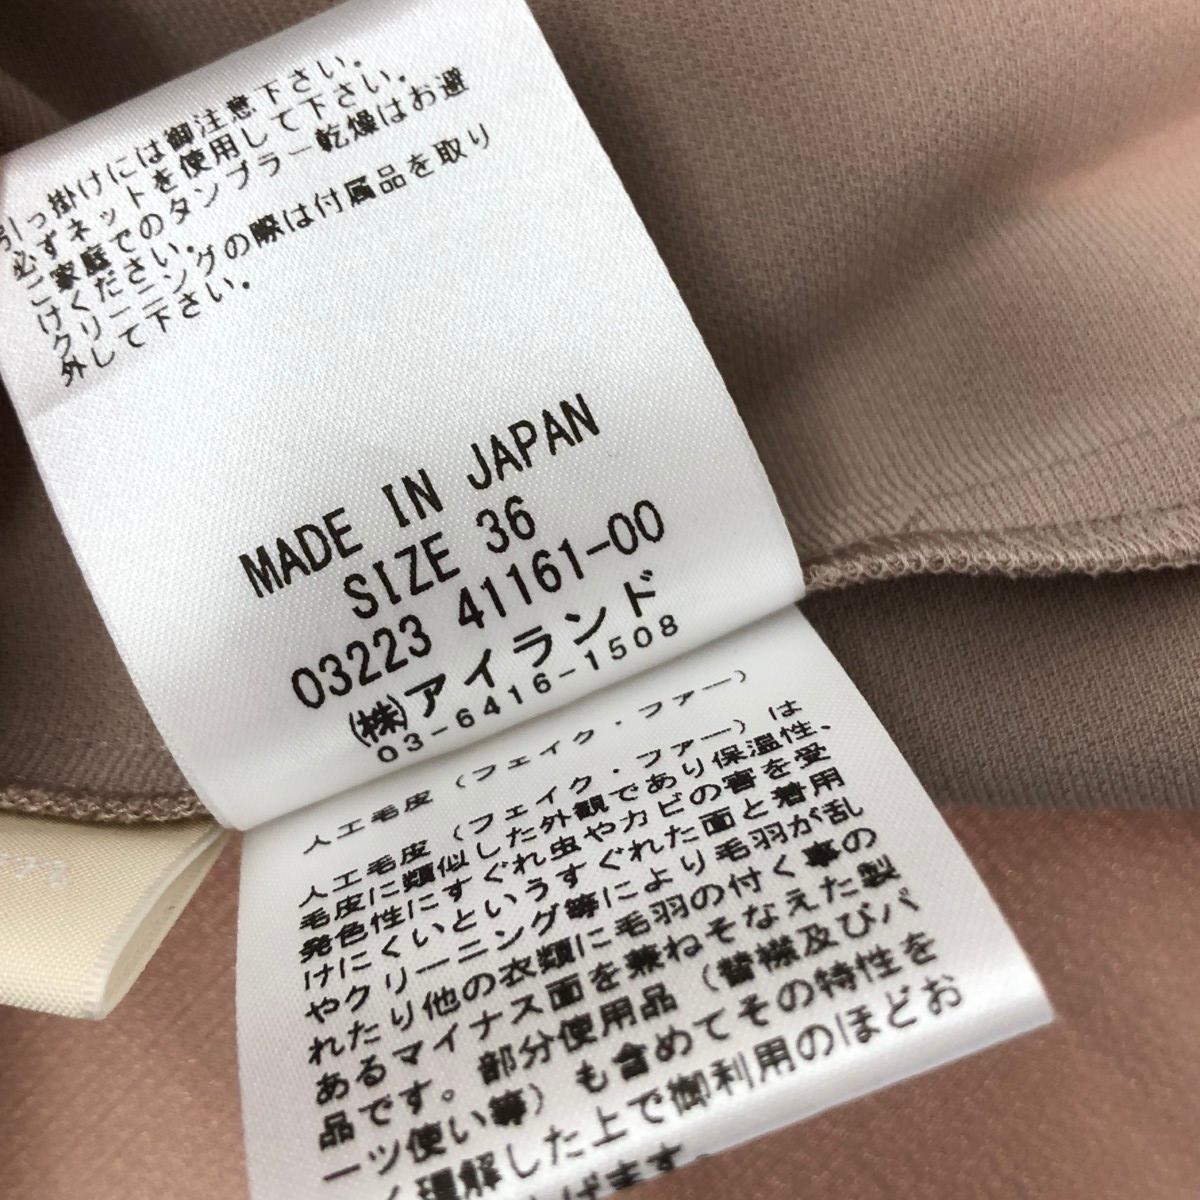 引っ掛けには御注意下さい。
必ずネットを使用して下さい。
ご家庭でのタンブラー乾燥はお避
けください。
クリーニングの際は付属品を取り
外して下さい。
MADE IN JAPAN
SIZE 36
03223 41161-00
(株)アイランド
03-6416-1508
人工毛皮(フェイク・ファー)
人工毛皮(フェイク・ファー)は
毛皮に類似した外観であり保温性、
発色性にすぐれ虫やカビの害を受
けにくいというすぐれた面と着用
やクリーニング等により毛羽が乱
れたり他の衣類に毛羽の付く事の
あるマイナス面を兼ねそなえた製
品です。部分使用品(替襟及びパ
ーツ使い等)も含めてその特性を
く理解した上で御利用のほどお
げます。